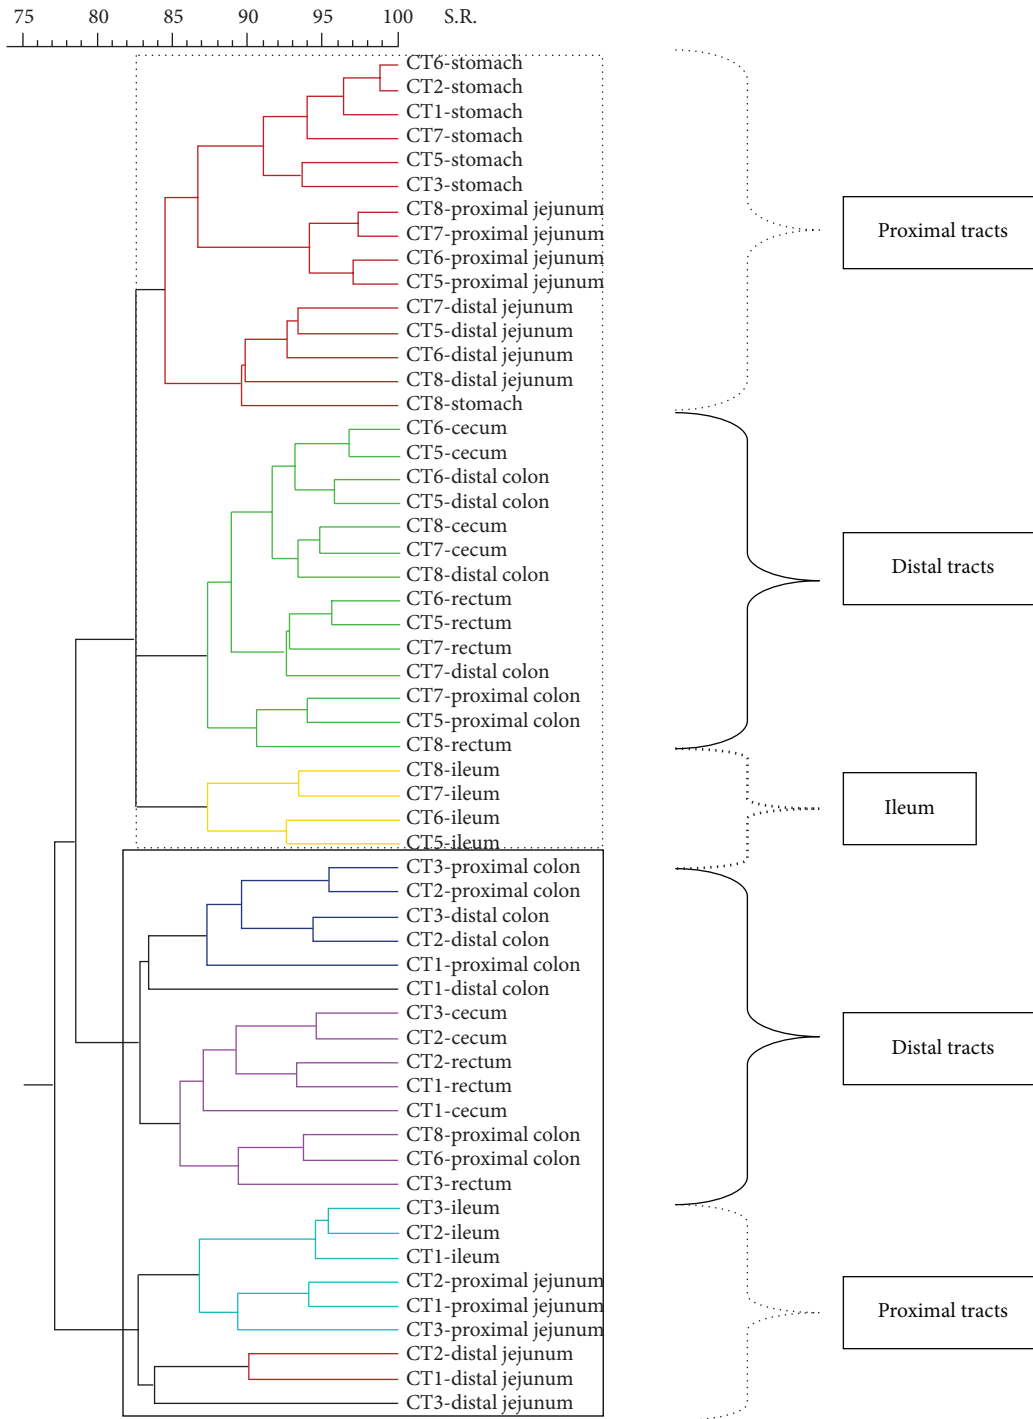 75 80 85 90 95 100 S.R.
CT6-stomach
CT2-stomach
CT1-stomach
CT7-stomach
CT5-stomach
CT3-stomach
CT8-proximal jejunum
CT7-proximal jejunum
CT6-proximal jejunum
CT5-proximal jejunum
CT7-distal jejunum
CT5-distal jejunum
CT6-distal jejunum
CT8-distal jejunum
CT8-stomach
CT6-cecum
CT5-cecum
CT6-distal colon
CT5-distal colon
CT8-cecum
CT7-cecum
CT8-distal colon
CT6-rectum
CT5-rectum
CT7-rectum
CT7-distal colon
CT7-proximal colon
CT5-proximal colon
CT8-rectum
CT8-ileum
CT7-ileum
CT6-ileum
CT5-ileum
CT3-proximal colon
CT2-proximal colon
CT3-distal colon
CT2-distal colon
CT1-proximal colon
CT1-distal colon
CT3-cecum
CT2-cecum
CT2-rectum
CT1-rectum
CT1-cecum
CT8-proximal colon
CT6-proximal colon
CT3-rectum
CT3-ileum
CT2-ileum
CT1-ileum
CT2-proximal jejunum
CT1-proximal jejunum
CT3-proximal jejunum
CT2-distal jejunum
CT1-distal jejunum
CT3-distal jejunum
Proximal tracts
Distal tracts
Ileum
Distal tracts
Proximal tracts